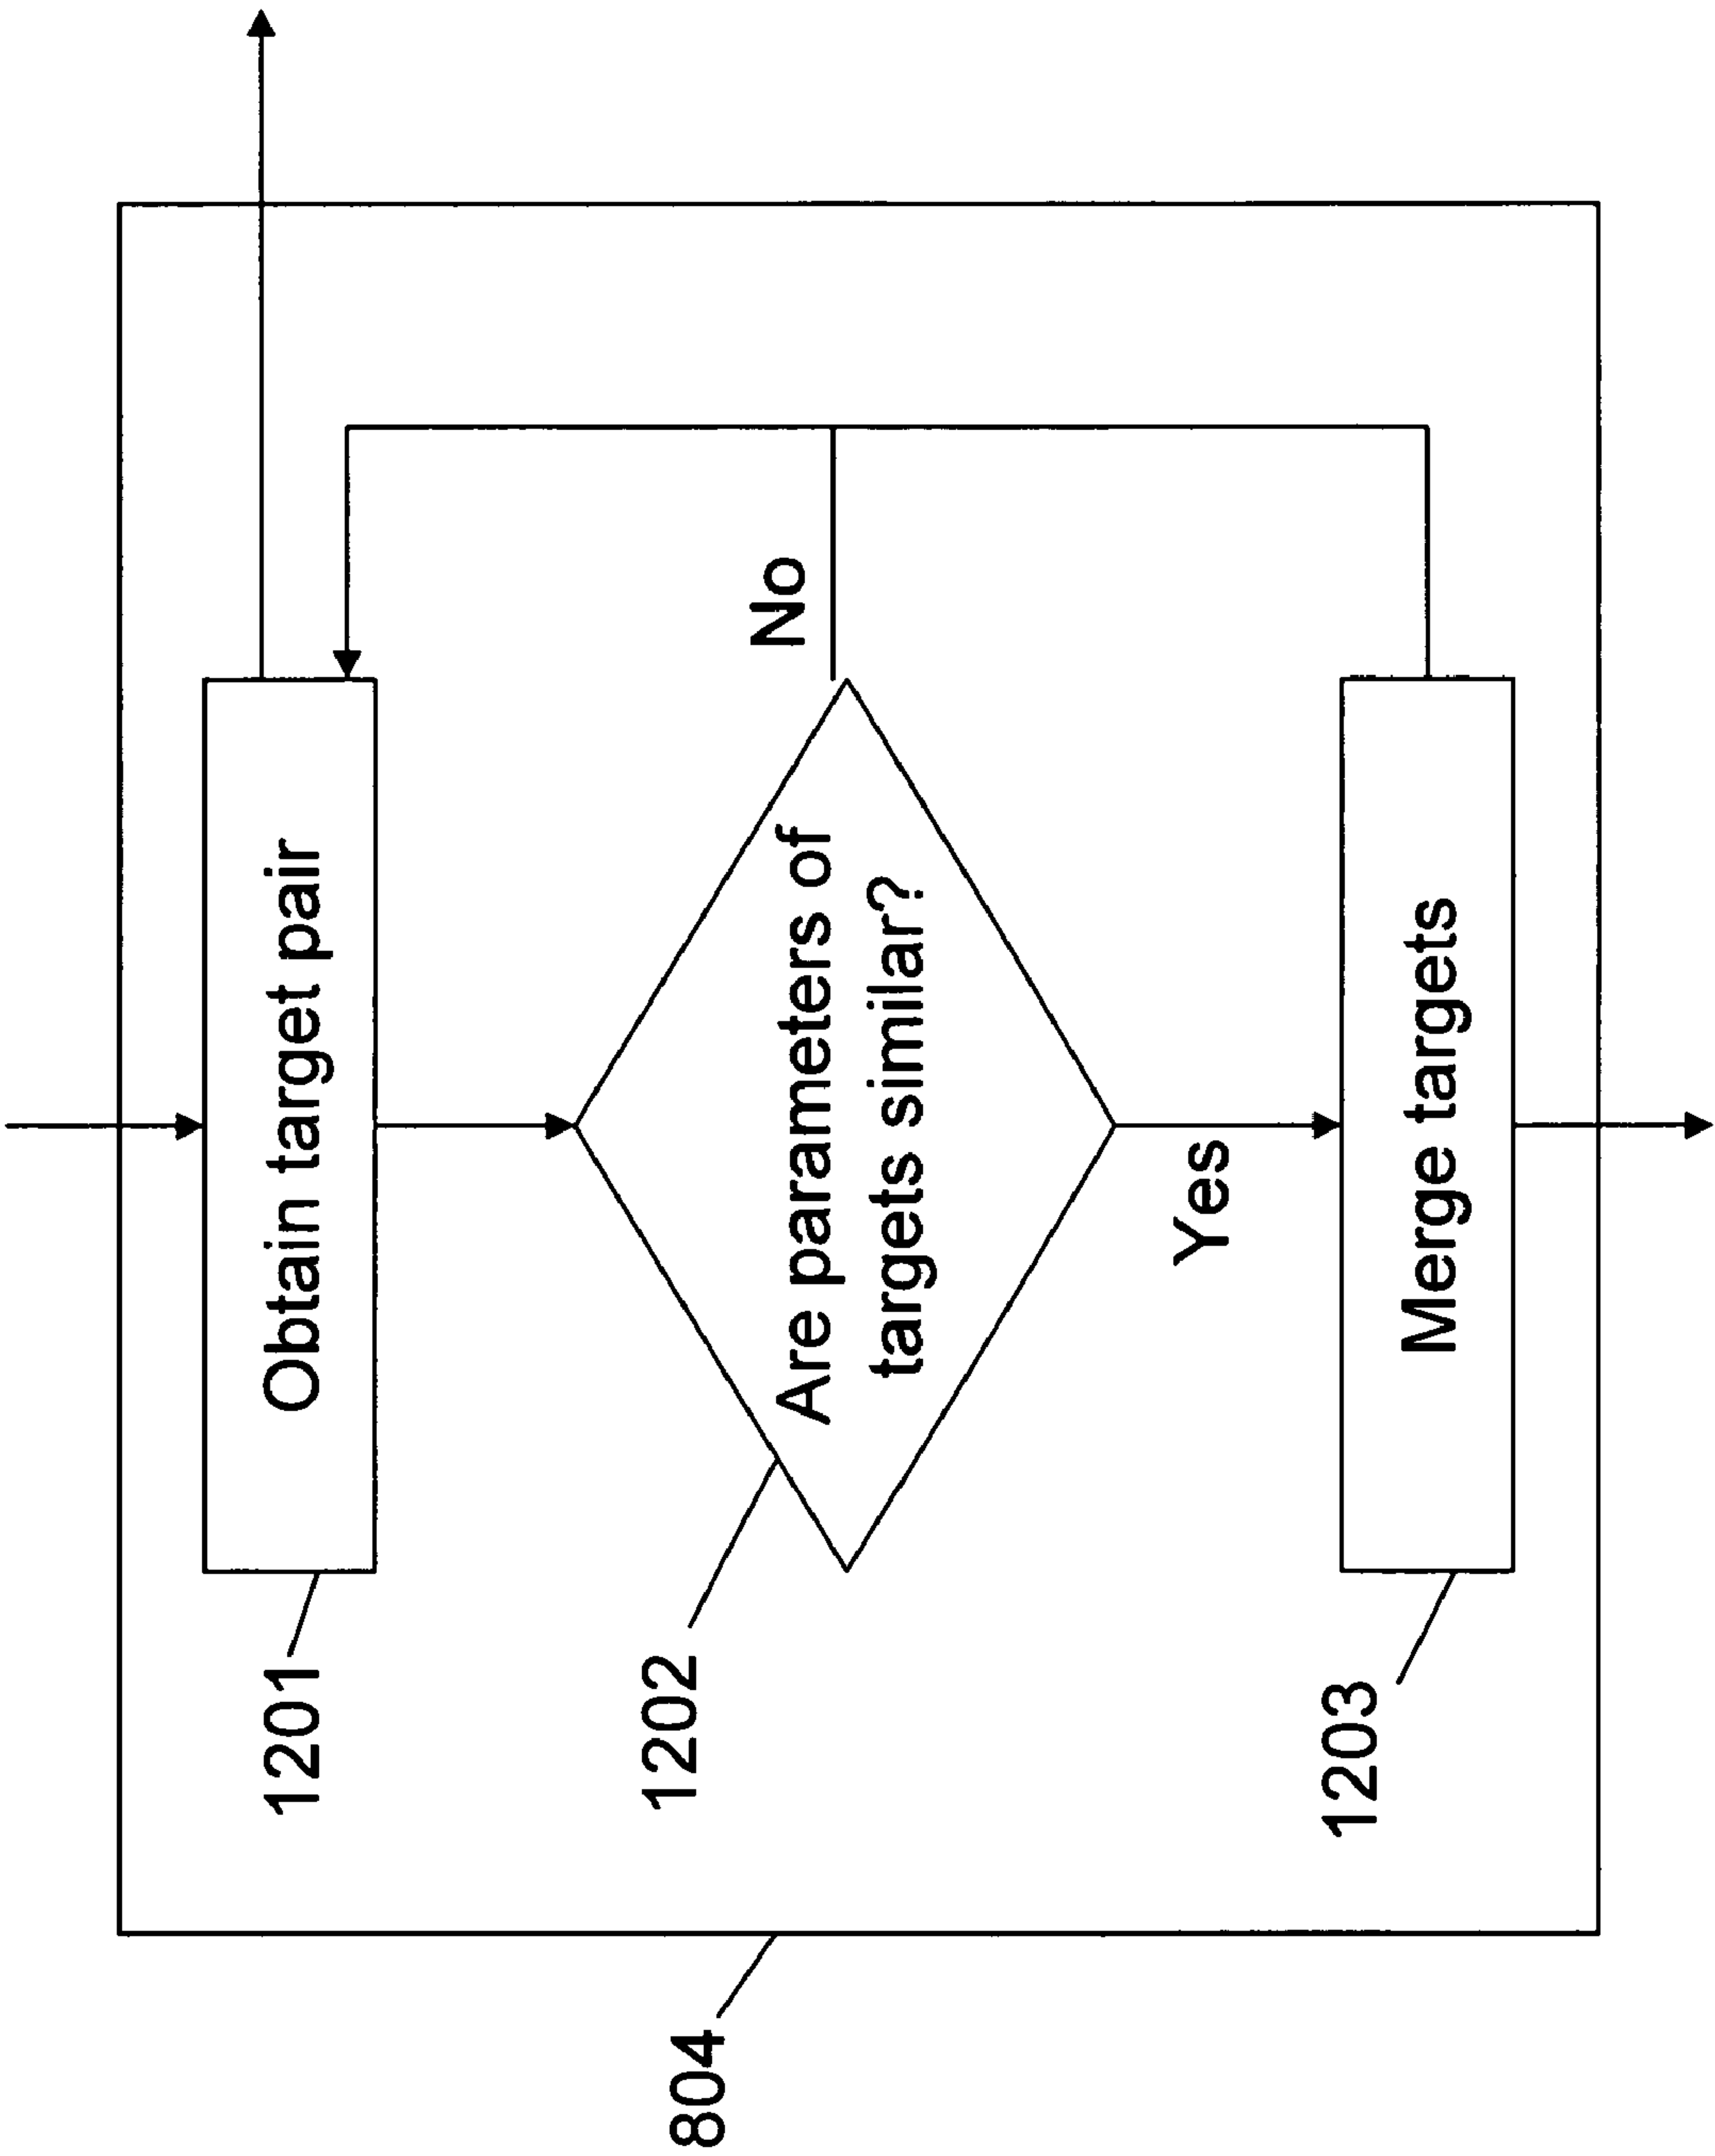 Obtain target pair
1201
Are parameters of
targets similar?
No
1202
Yes
Merge targets
1203
804